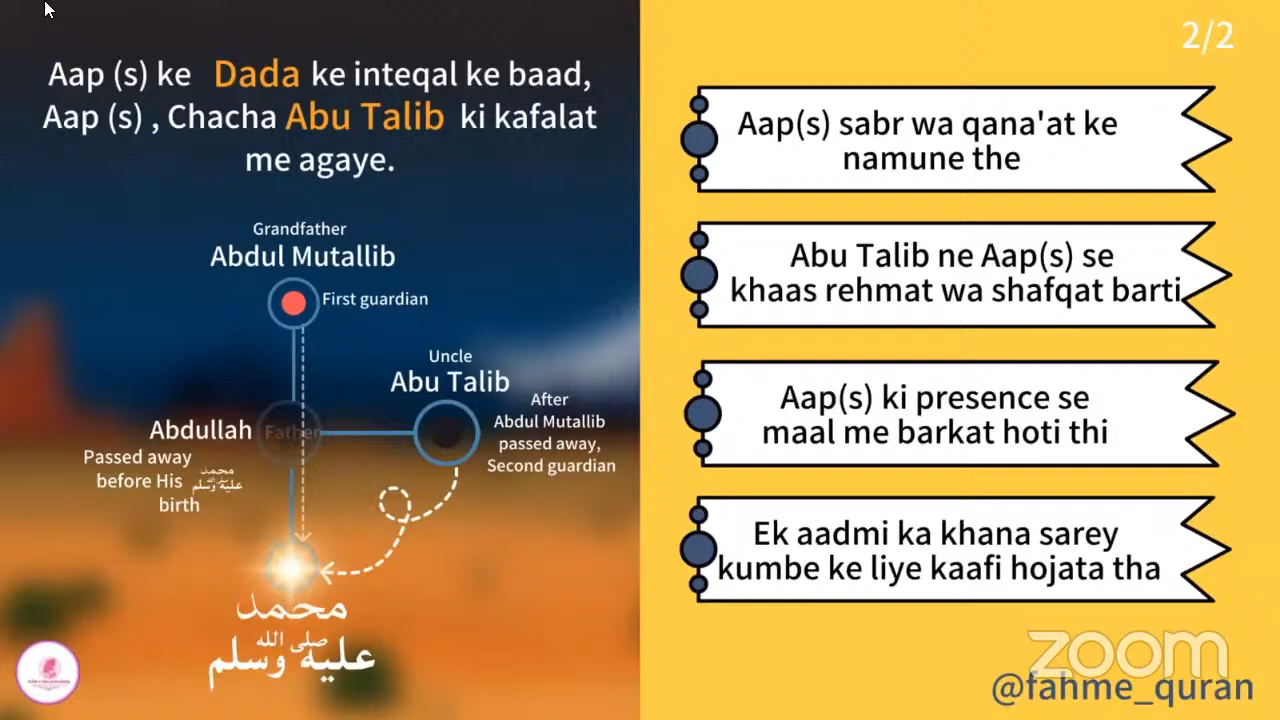 Aap (s) ke Dada ke inteqal ke baad,
Aap (s) , Chacha Abu Talib ki kafalat
me agaye.
Grandfather
Abdul Mutallib
First guardian
Uncle
Abu Talib
After
Abdul Mutallib
passed away,
Second guardian
Abdullah
Father
Passed away
before His محمد عليه وسلم
birth
محمد
صلى الله
عليه وسلم
2/2
Aap(s) sabr wa qana'at ke
namune the
Abu Talib ne Aap(s) se
khaas rehmat wa shafqat barti
Aap(s) ki presence se
maal me barkat hoti thi
Ek aadmi ka khana sarey
kumbe ke liye kaafi hojata tha
zoom
@fahme_quran